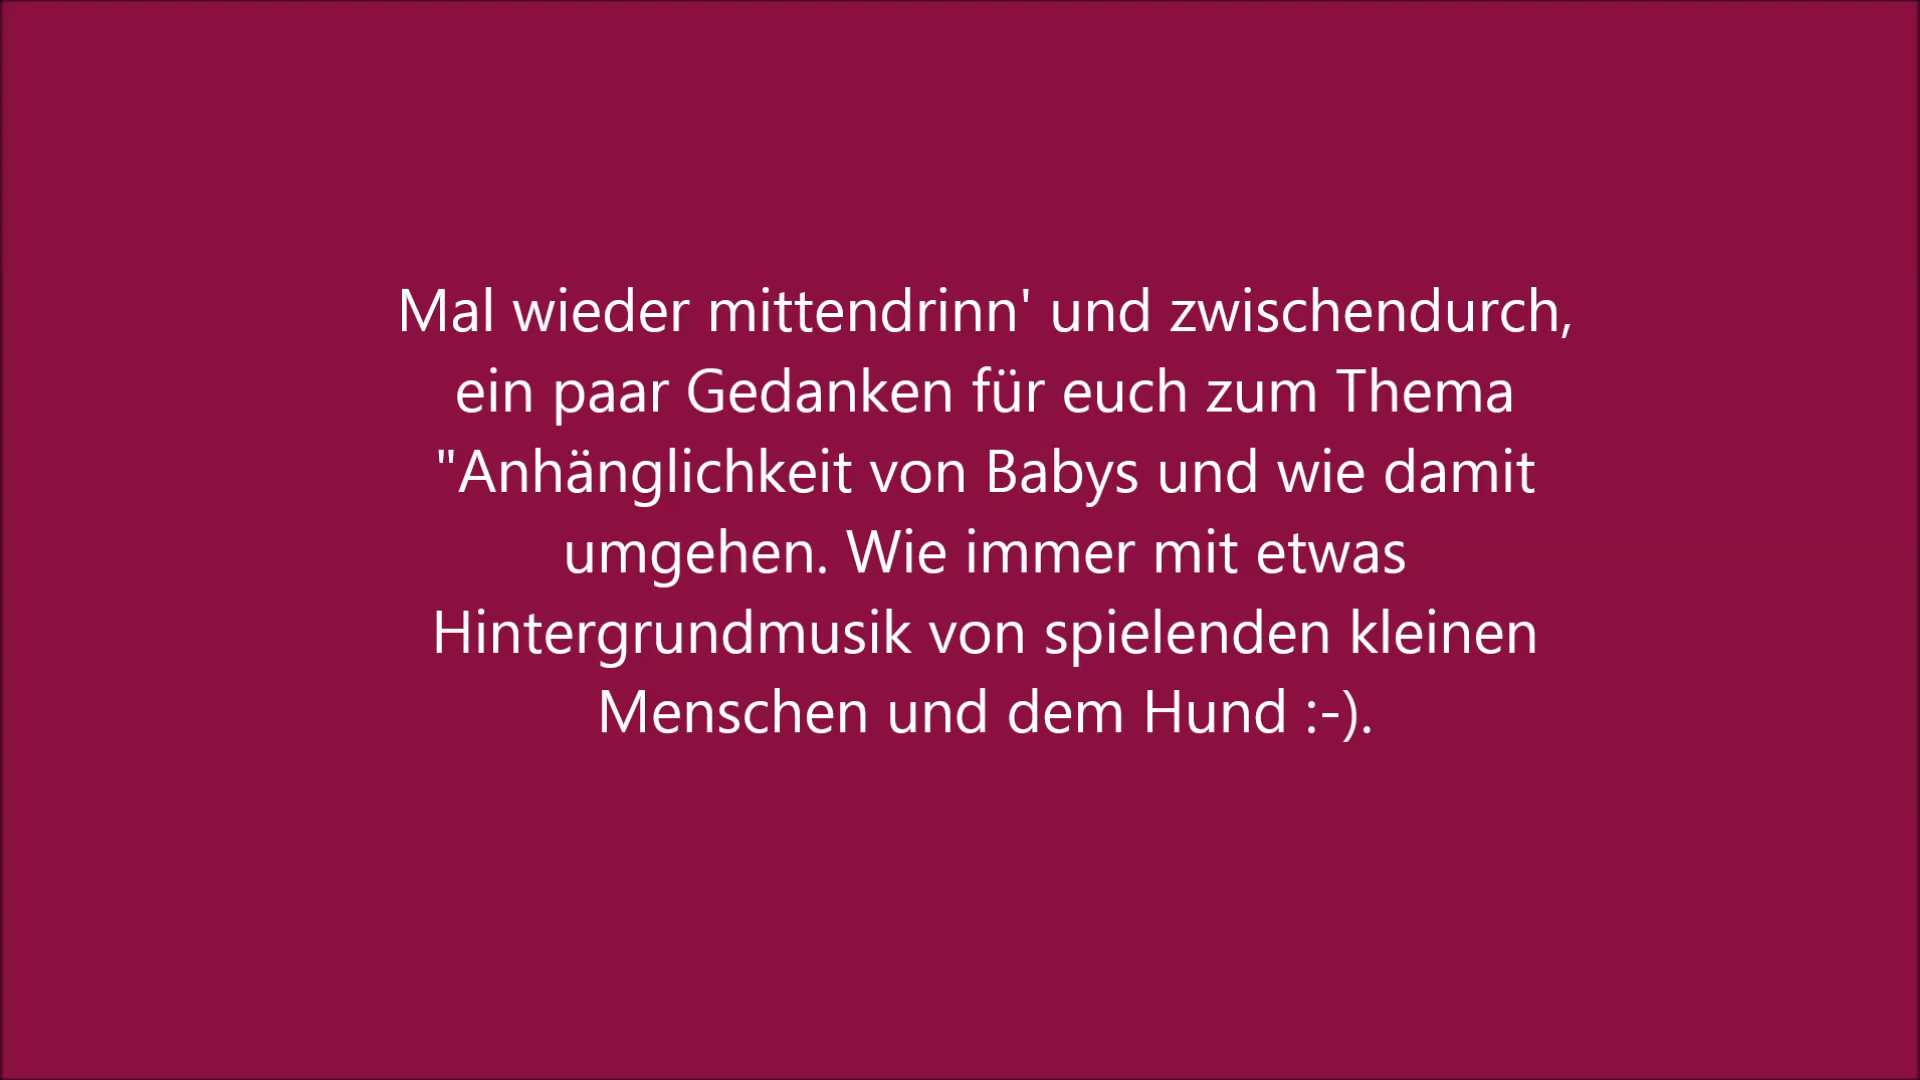 Mal wieder mittendrinn' und zwischendurch,
ein paar Gedanken für euch zum Thema
"Anhänglichkeit von Babys und wie damit
umgehen. Wie immer mit etwas
Hintergrundmusik von spielenden kleinen
Menschen und dem Hund :-).